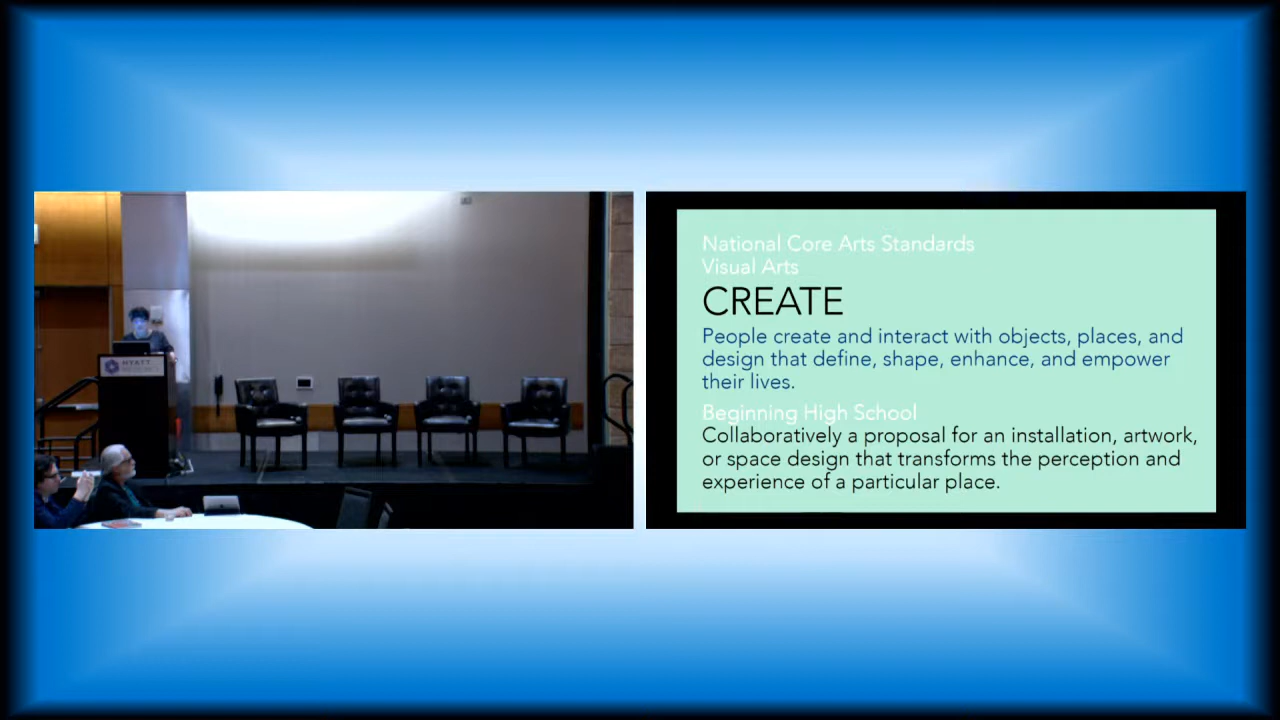 HYATT
REGENCY
National Core Arts Standards
Visual Arts
CREATE
People create and interact with objects, places, and
design that define, shape, enhance, and empower
their lives.
Beginning High School
Collaboratively a proposal for an installation, artwork,
or space design that transforms the perception and
experience of a particular place.